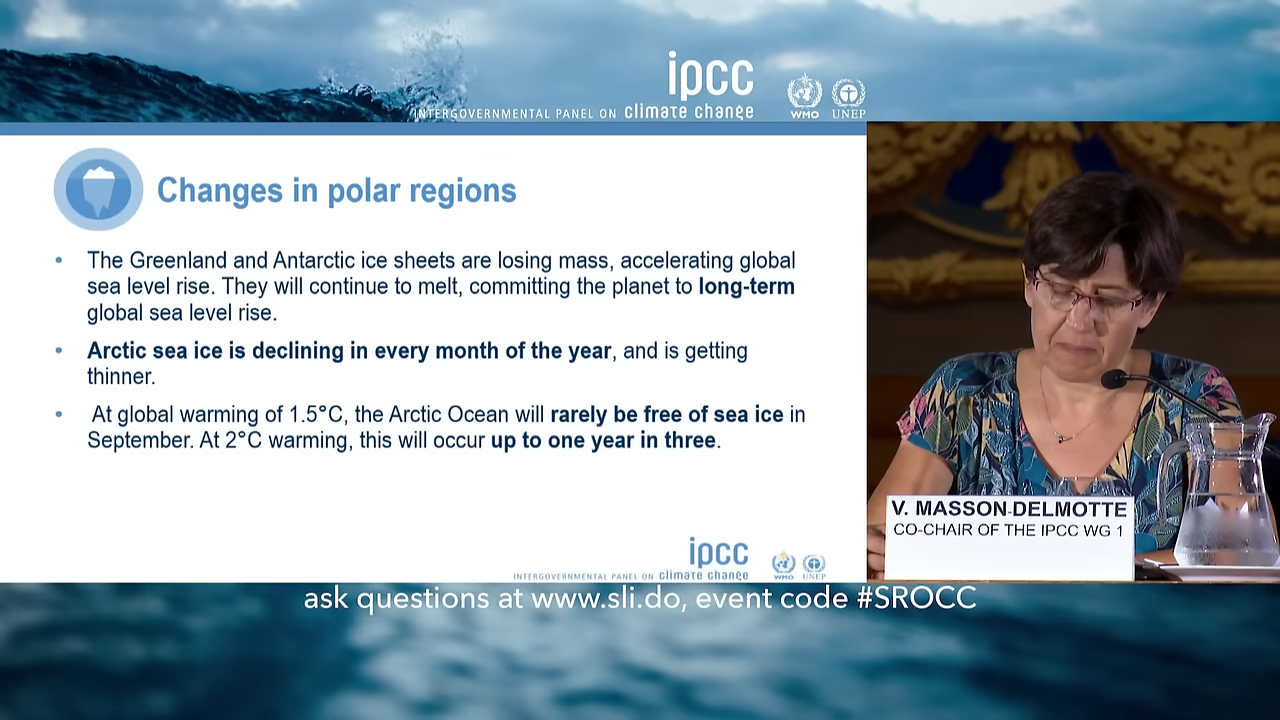 ipcc
INTERGOVERNMENTAL PANEL ON climate change
WMO
UNEP
Changes in polar regions
• The Greenland and Antarctic ice sheets are losing mass, accelerating global
sea level rise. They will continue to melt, committing the planet to long-term
global sea level rise.
• Arctic sea ice is declining in every month of the year, and is getting
thinner.
• At global warming of 1.5°C, the Arctic Ocean will rarely be free of sea ice in
September. At 2°C warming, this will occur up to one year in three.
V. MASSON-DELMOTTE
CO-CHAIR OF THE IPCC WG 1
ipcc
INTERGOVERNMENTAL PANEL ON climate change
WMO
UNEP
ask questions at www.sli.do, event code #SROCC